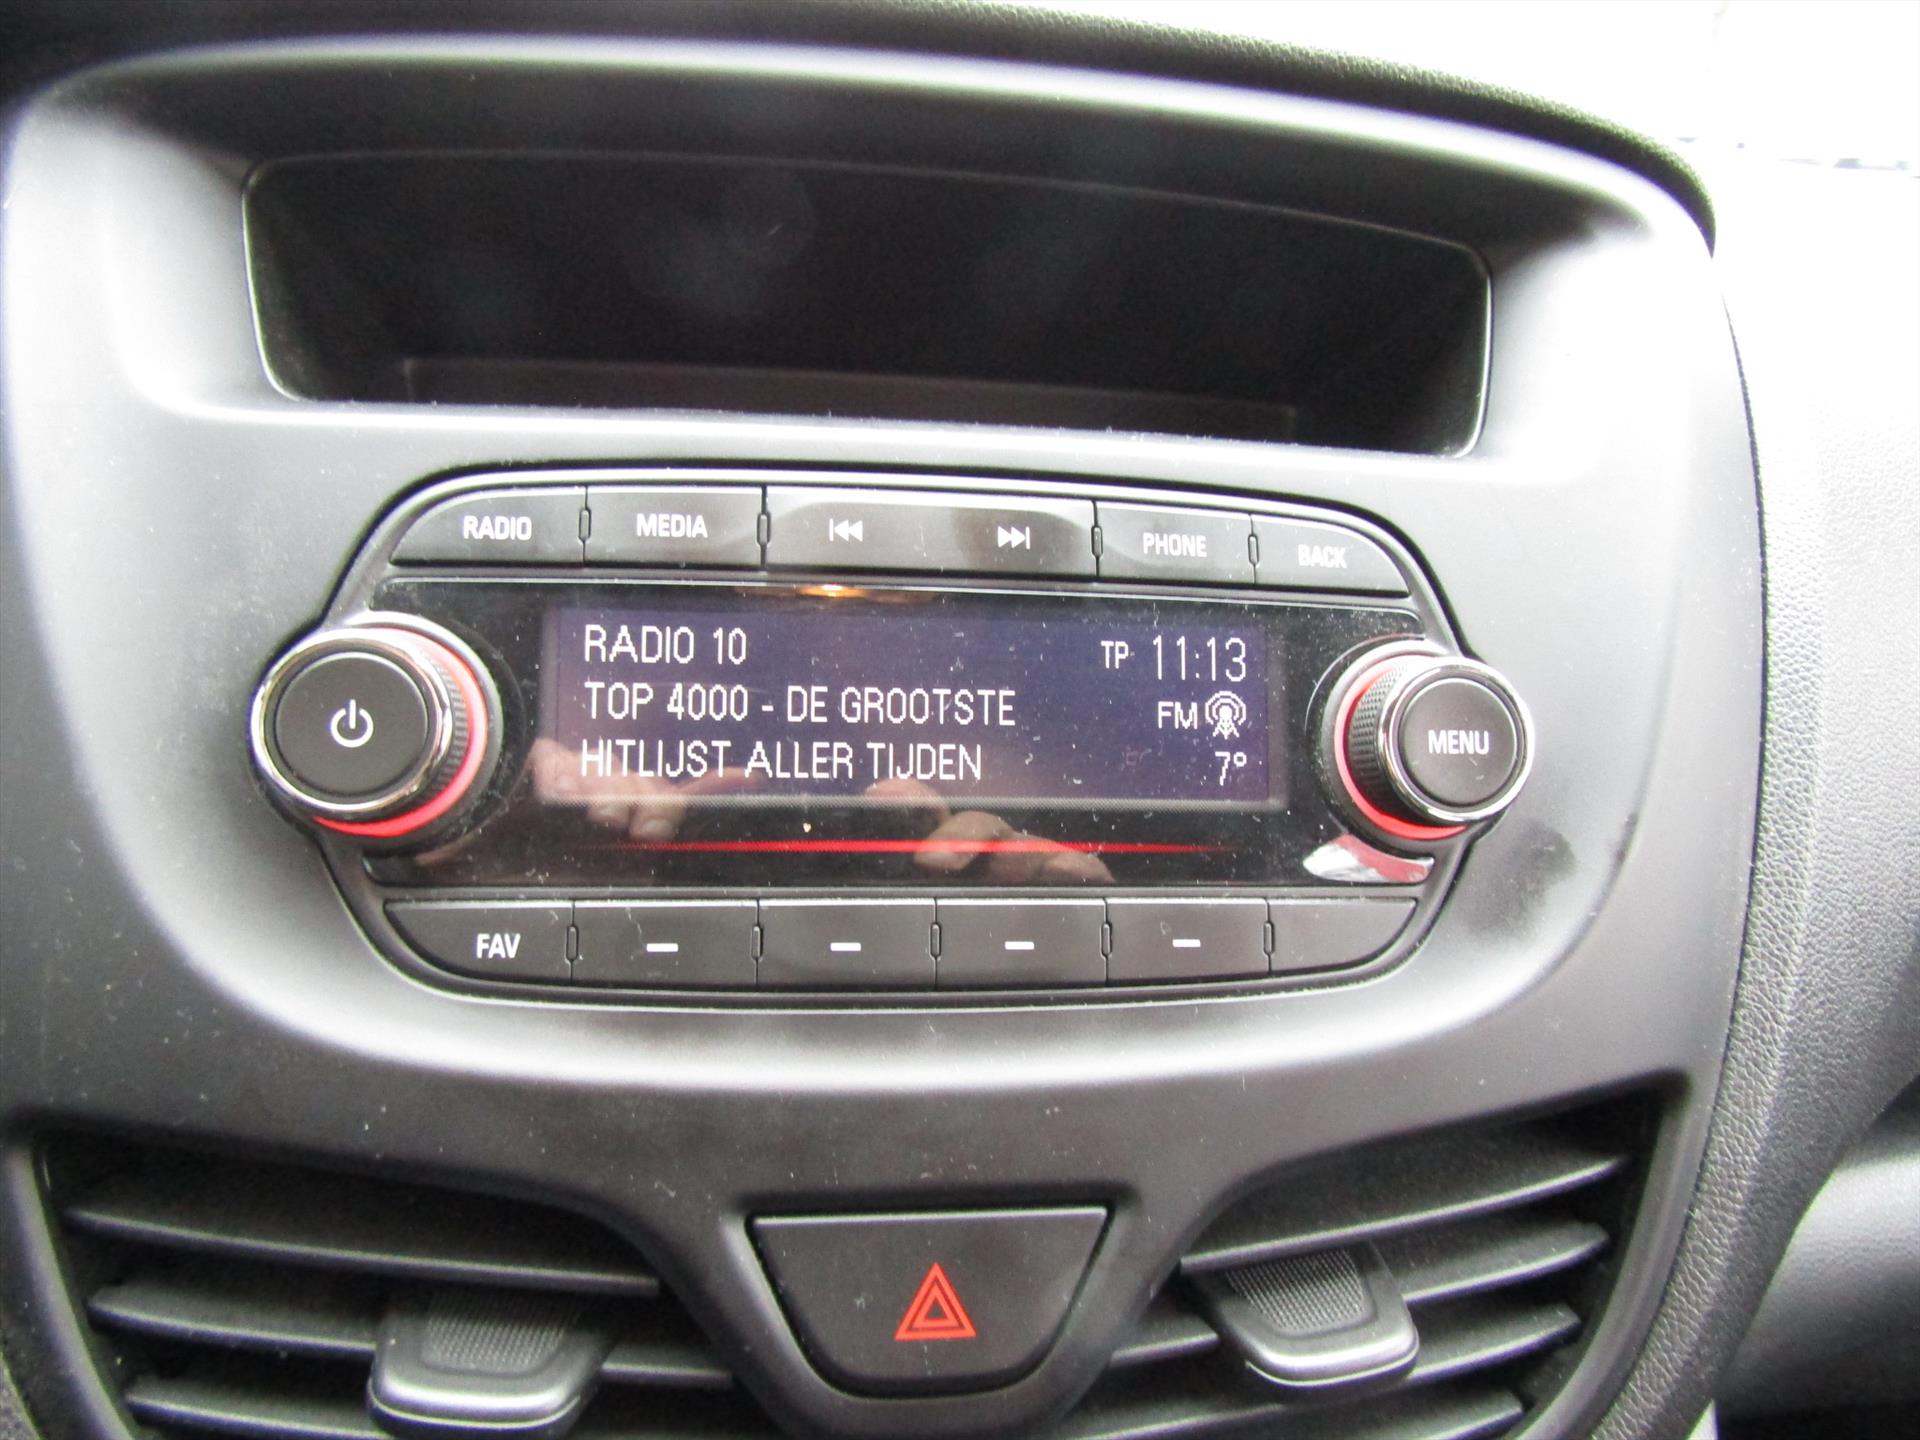 RADIO
MEDIA
PHONE
BACK
RADIO 10
TP 11:13
TOP 4000 - DE GROOTSTE
FM
HITLIJST ALLER TIJDEN
7°
MENU
FAV